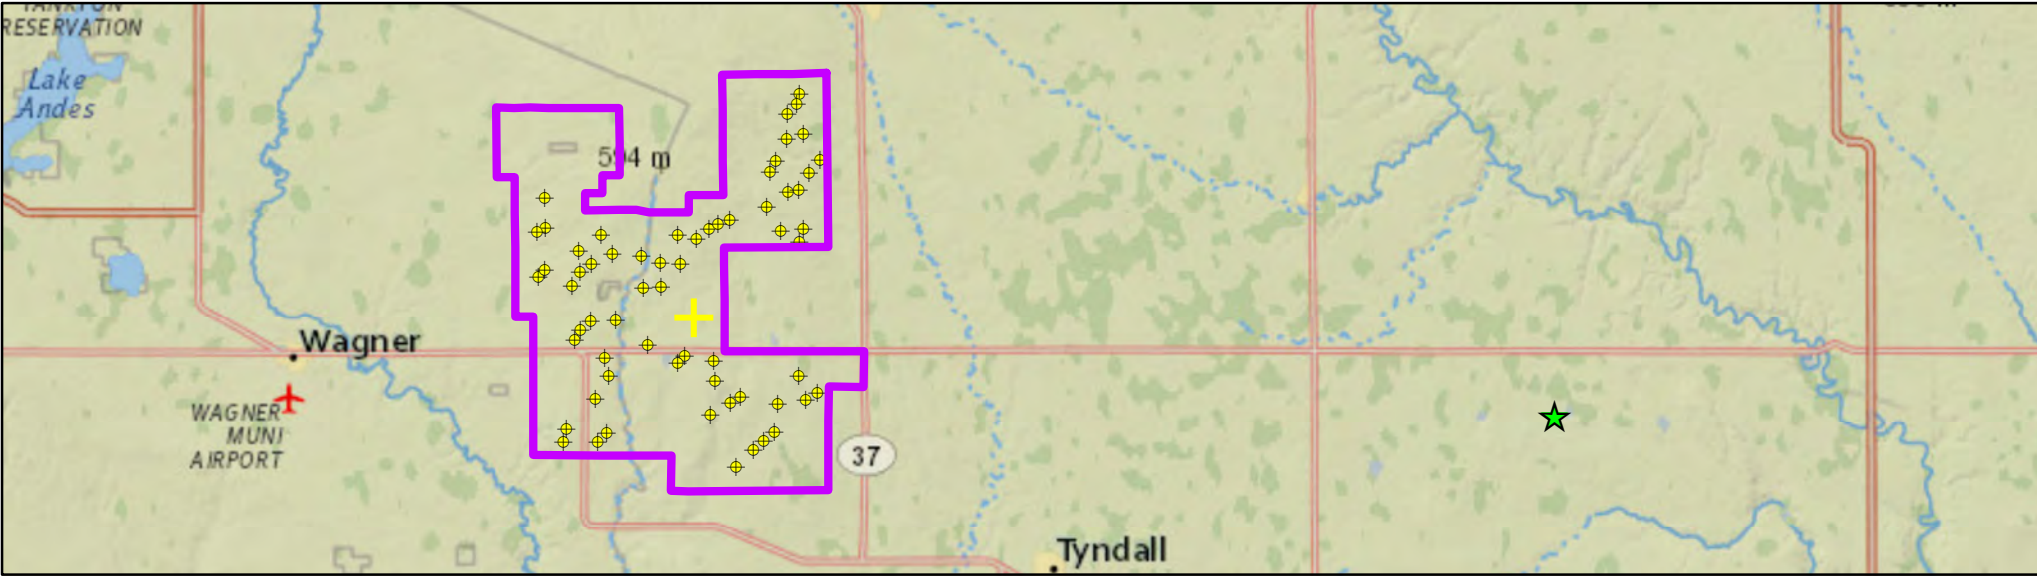 RESERVATION
Lake
Andes
594 m
Wagner
WAGNER
MUNI
AIRPORT
37
Tyndall